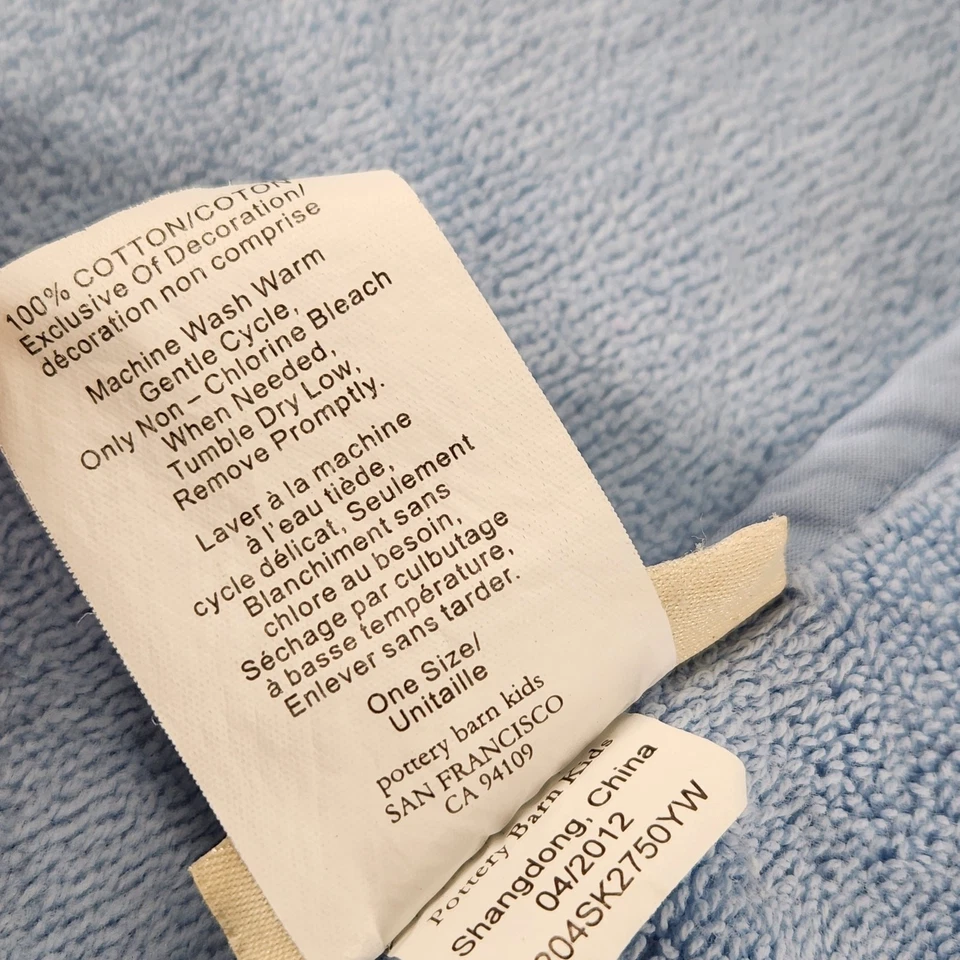 100% COTTON/COTON
Exclusive Of Decoration/
décoration non comprise
Machine Wash Warm
Gentle Cycle,
Only Non – Chlorine Bleach
When Needed,
Tumble Dry Low,
Remove Promptly.
Laver à la machine
à l'eau tiède,
cycle délicat, Seulement
Blanchiment sans
chlore au besoin,
Séchage par culbutage
à basse température,
Enlever sans tarder.
One Size/
Unitaille
pottery barn kids
SAN FRANCISCO
CA 94109
Pottery Barn Kids
Shangdong, China
04/2012
204SK2750YW